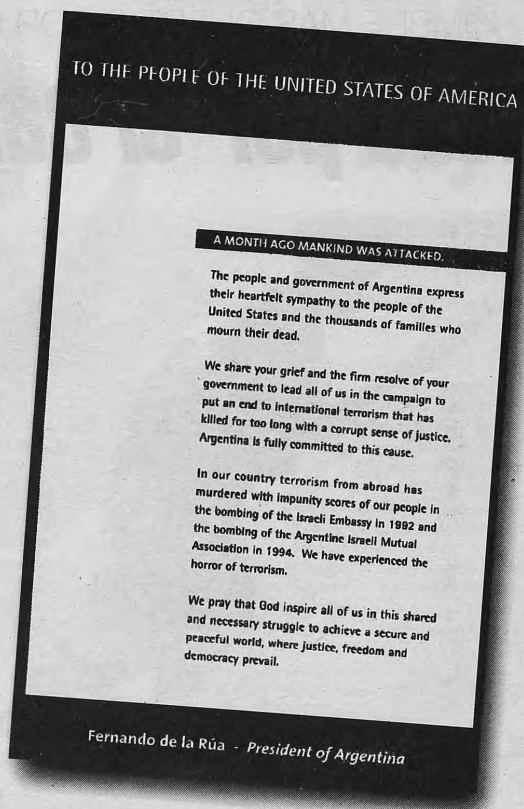 TO THE PEOPLE OF THE UNITED STATES OF AMERICA
A MONTH AGO MANKIND WAS ATTACKED.
The people and government of Argentina express
their heartfelt sympathy to the people of the
United States and the thousands of families who
mourn their dead.
We share your grief and the firm resolve of your
government to lead all of us in the campaign to
put an end to international terrorism that has
killed for too long with a corrupt sense of justice.
Argentina is fully committed to this cause.
In our country terrorism from abroad has
murdered with impunity scores of our people in
the bombing of the Israeli Embassy in 1992 and
the bombing of the Argentine Israeli Mutual
Association in 1994. We have experienced the
horror of terrorism.
We pray that God inspire all of us in this shared
and necessary struggle to achieve a secure and
peaceful world, where justice, freedom and
democracy prevail.
Fernando de la Rúa - President of Argentina